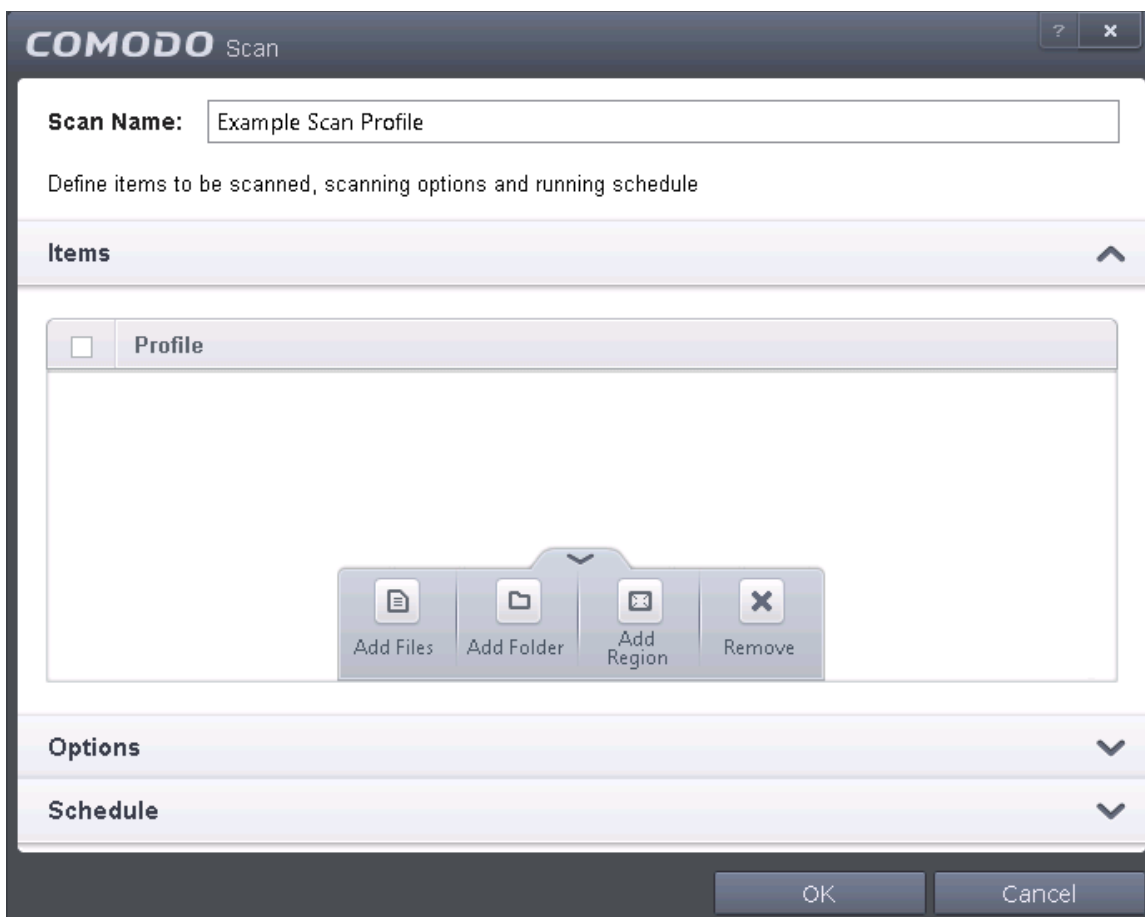 COMODO Scan
?
Scan Name: Example Scan Profile
Define items to be scanned, scanning options and running schedule
Items
Profile
Add Files
Add Folder
Add
Region
Remove
Options
Schedule
OK
Cancel